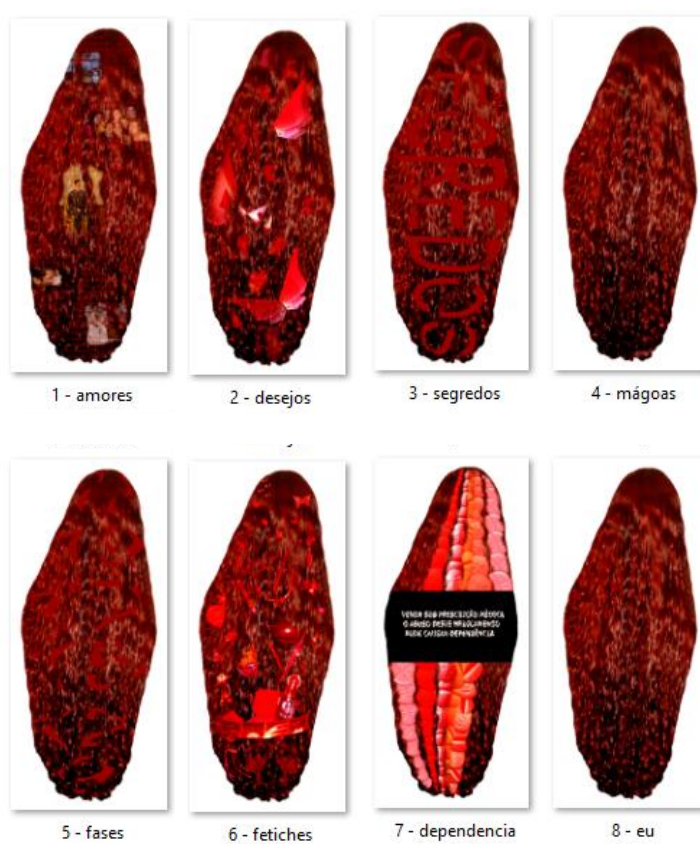 SEGREDOS
1 - amores
2 - desejos
3 - segredos
4 - mágoas
VENDA SOB PRESCRIÇÃO MÉDICA
O ABUSO DESTE MEDICAMENTO
PODE CAUSAR DEPENDÊNCIA
5 - fases
6 - fetiches
7 - dependencia
8 - eu